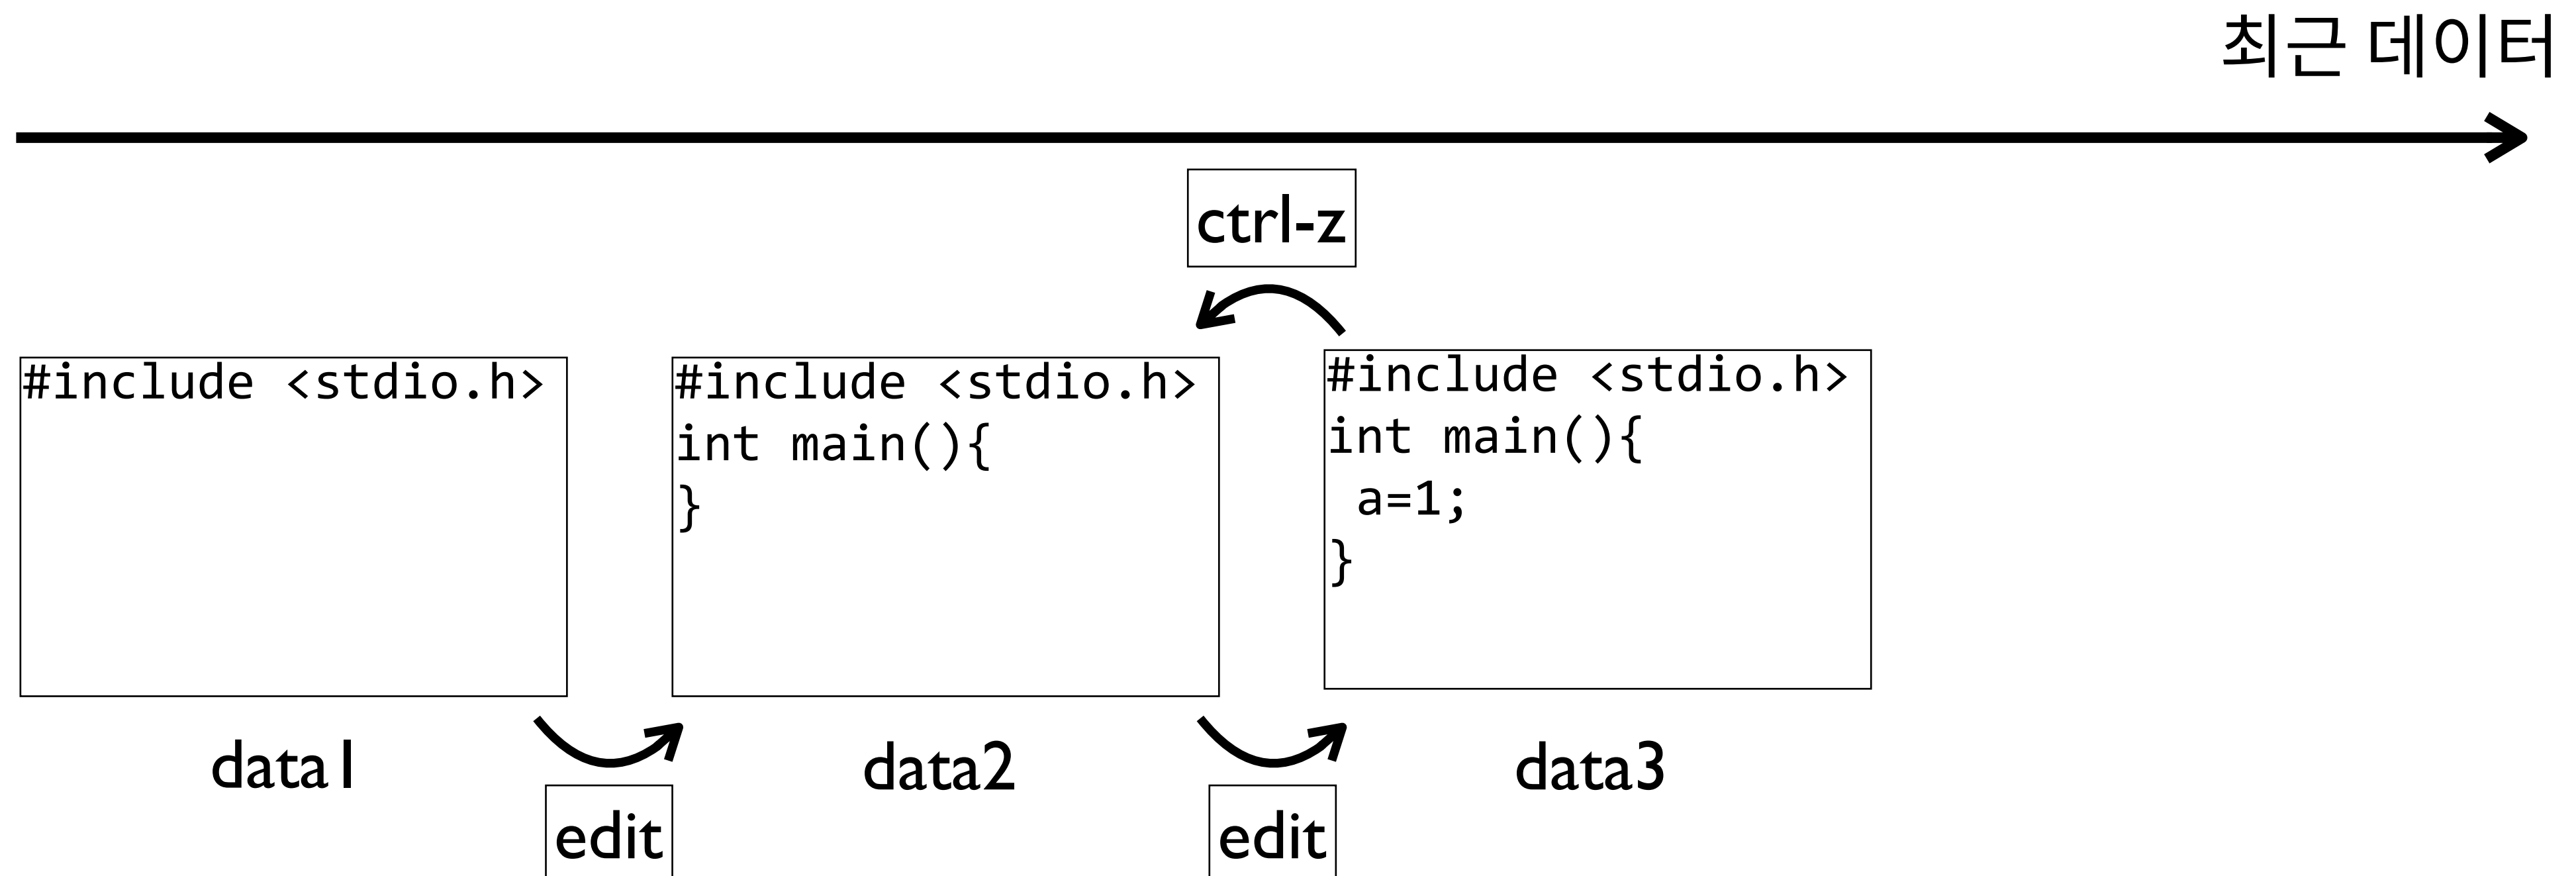 최근 데이터
ctrl-z
#include <stdio.h>
#include <stdio.h>
int main(){
}
#include <stdio.h>
int main(){
 a=1;
}
data1
data2
data3
edit
edit